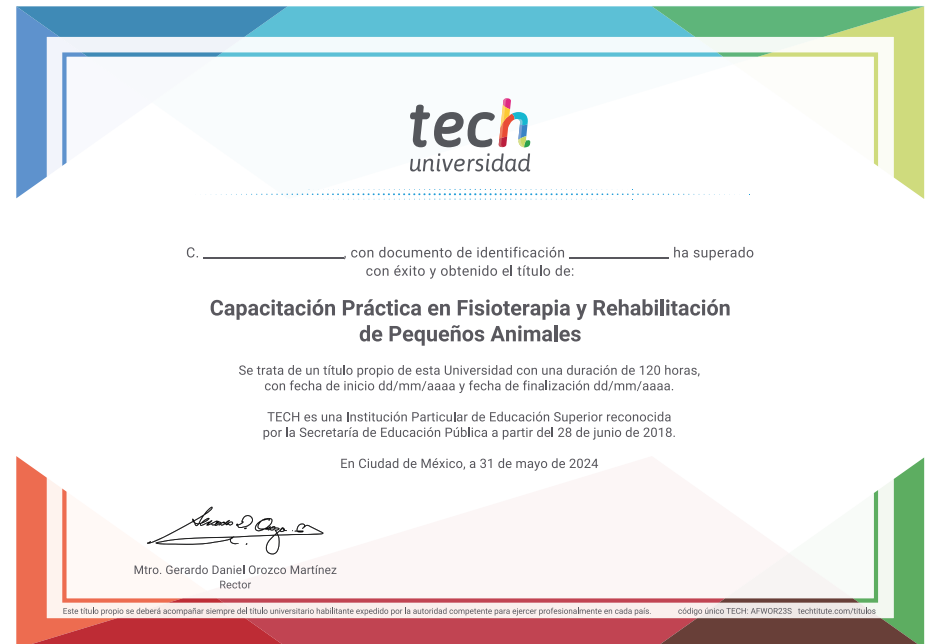 tech
universidad
C. ____________, con documento de identificación ____________ ha superado
con éxito y obtenido el título de:
Capacitación Práctica en Fisioterapia y Rehabilitación
de Pequeños Animales
Se trata de un título propio de esta Universidad con una duración de 120 horas,
con fecha de inicio dd/mm/aaaa y fecha de finalización dd/mm/aaaa.
TECH es una Institución Particular de Educación Superior reconocida
por la Secretaría de Educación Pública a partir del 28 de junio de 2018.
En Ciudad de México, a 31 de mayo de 2024
Mtro. Gerardo Daniel Orozco Martínez
Rector
Este título propio se deberá acompañar siempre del título universitario habilitante expedido por la autoridad competente para ejercer profesionalmente en cada país. código único TECH: AFWOR23S techtitute.com/titulos